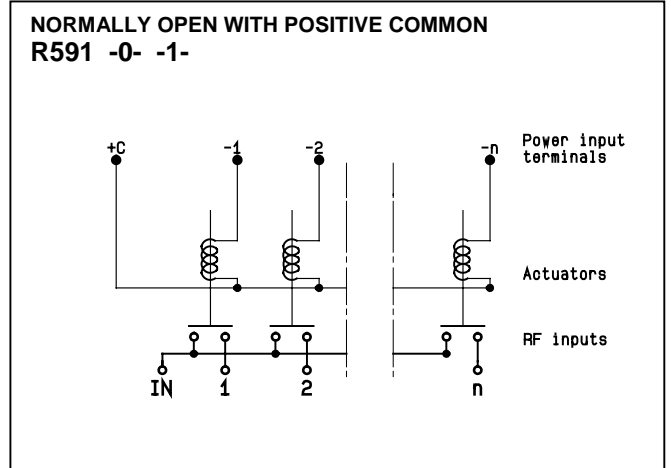 NORMALLY OPEN WITH POSITIVE COMMON
R591 -0- -1-
+C -1 -2 -n Power input
terminals
Actuators
RF inputs
IN 1 2 n